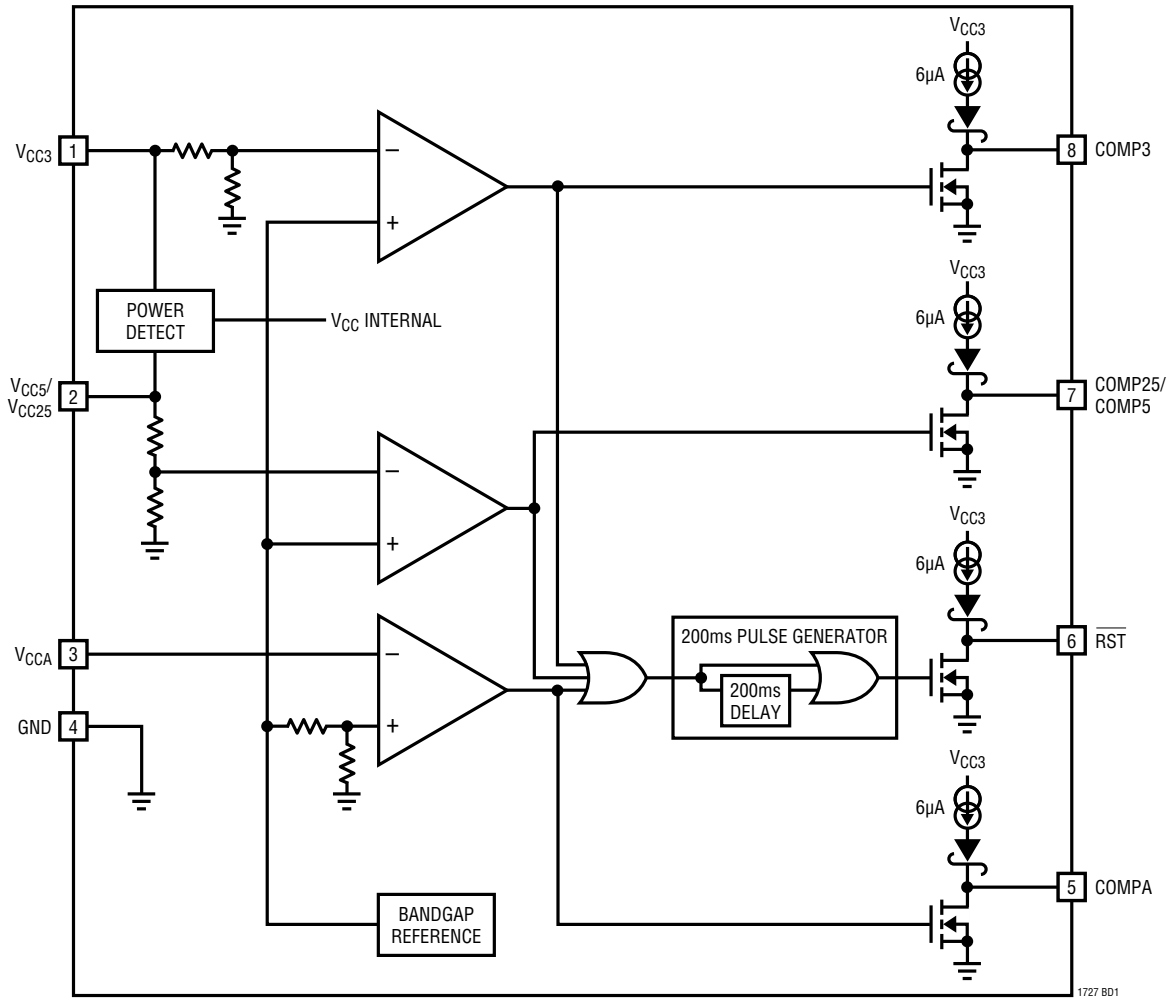 VCC3
6µA
VCC3 1
−
+
8 COMP3
POWER
DETECT
VCC INTERNAL
VCC3
6µA
VCC5/
VCC25
2
−
+
7
COMP25/
COMP5
VCC3
6µA
VCCA 3
−
+
200ms PULSE GENERATOR
200ms
DELAY
6 RST
GND 4
VCC3
6µA
BANDGAP
REFERENCE
5 COMPA
1727 BD1